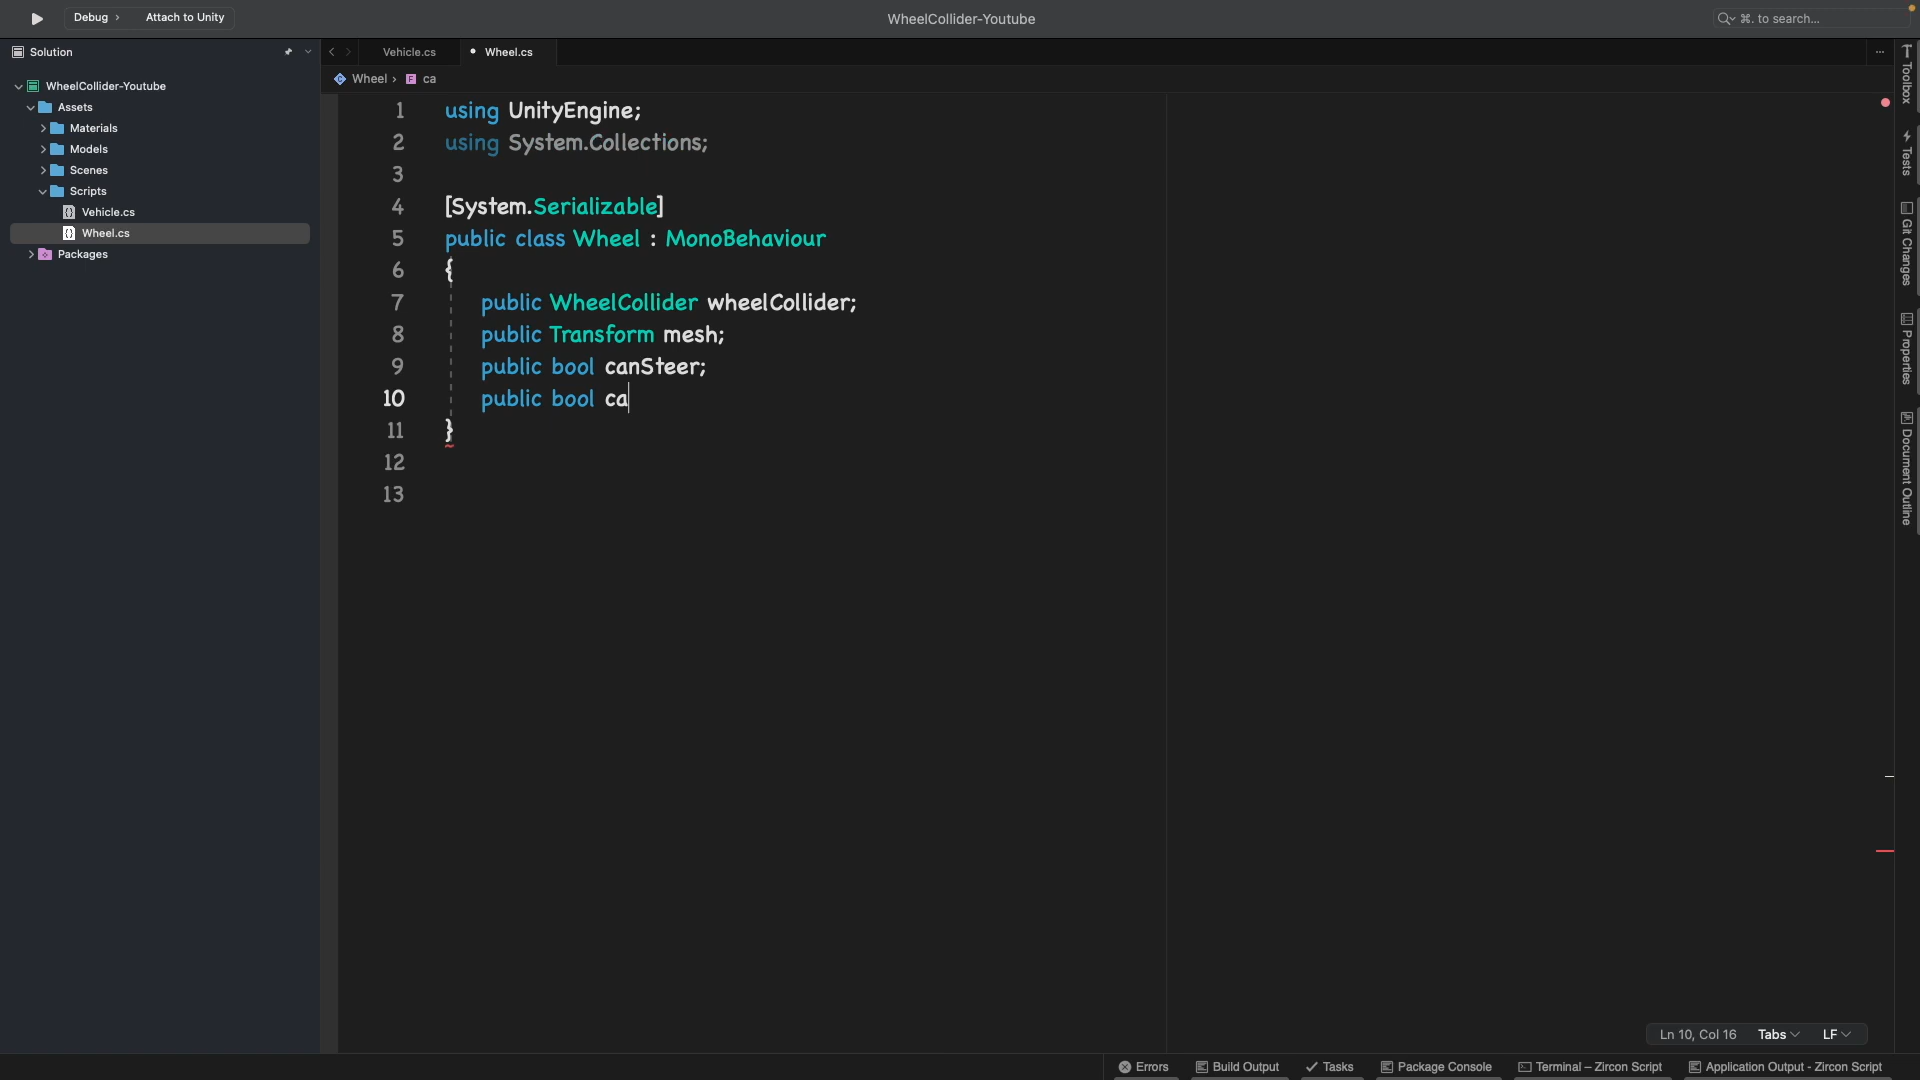 Debug › Attach to Unity
WheelCollider-Youtube
⌘. to search...
Solution
Vehicle.cs
Wheel.cs
Wheel › ca
WheelCollider-Youtube
Assets
Materials
Models
Scenes
Scripts
Vehicle.cs
Wheel.cs
Packages
1 using UnityEngine;
2 using System.Collections;
3
4 [System.Serializable]
5 public class Wheel : MonoBehaviour
6 {
7 public WheelCollider wheelCollider;
8 public Transform mesh;
9 public bool canSteer;
10 public bool ca
11 }
12
13
Toolbox
Tests
Git Changes
Properties
Document Outline
Ln 10, Col 16 Tabs LF
Errors Build Output Tasks Package Console Terminal – Zircon Script Application Output - Zircon Script